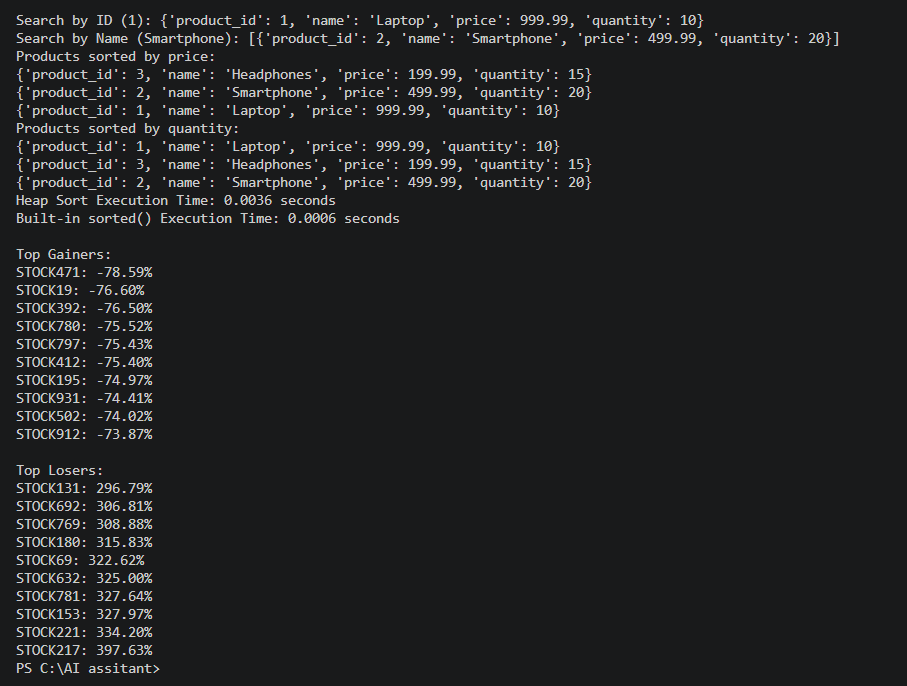 Search by ID (1): {'product_id': 1, 'name': 'Laptop', 'price': 999.99, 'quantity': 10}
Search by Name (Smartphone): [{'product_id': 2, 'name': 'Smartphone', 'price': 499.99, 'quantity': 20}]
Products sorted by price:
{'product_id': 3, 'name': 'Headphones', 'price': 199.99, 'quantity': 15}
{'product_id': 2, 'name': 'Smartphone', 'price': 499.99, 'quantity': 20}
{'product_id': 1, 'name': 'Laptop', 'price': 999.99, 'quantity': 10}
Products sorted by quantity:
{'product_id': 1, 'name': 'Laptop', 'price': 999.99, 'quantity': 10}
{'product_id': 3, 'name': 'Headphones', 'price': 199.99, 'quantity': 15}
{'product_id': 2, 'name': 'Smartphone', 'price': 499.99, 'quantity': 20}
Heap Sort Execution Time: 0.0036 seconds
Built-in sorted() Execution Time: 0.0006 seconds

Top Gainers:
STOCK471: -78.59%
STOCK19: -76.60%
STOCK392: -76.50%
STOCK780: -75.52%
STOCK797: -75.43%
STOCK412: -75.40%
STOCK195: -74.97%
STOCK931: -74.41%
STOCK502: -74.02%
STOCK912: -73.87%

Top Losers:
STOCK131: 296.79%
STOCK692: 306.81%
STOCK769: 308.88%
STOCK180: 315.83%
STOCK69: 322.62%
STOCK632: 325.00%
STOCK781: 327.64%
STOCK153: 327.97%
STOCK221: 334.20%
STOCK217: 397.63%
PS C:\AI assitant>